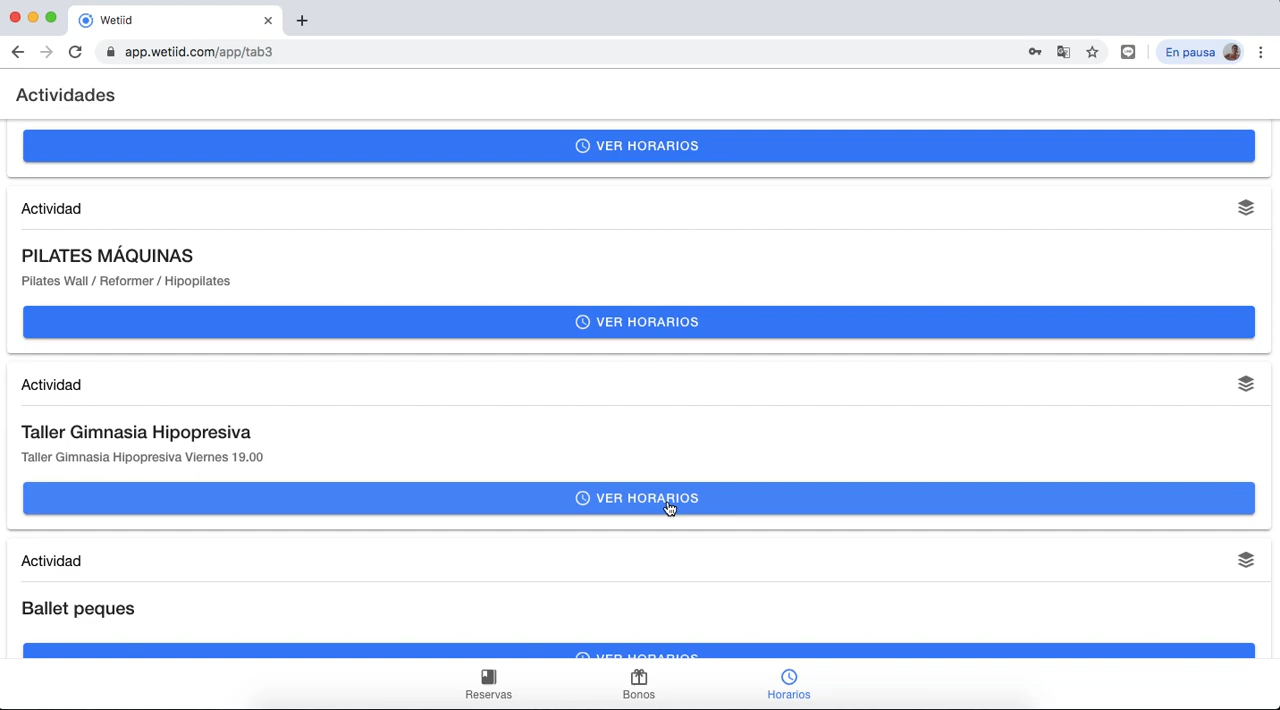 Wetiid
app.wetiid.com/app/tab3
En pausa
Actividades
VER HORARIOS
Actividad
PILATES MÁQUINAS
Pilates Wall / Reformer / Hipopilates
VER HORARIOS
Actividad
Taller Gimnasia Hipopresiva
Taller Gimnasia Hipopresiva Viernes 19.00
VER HORARIOS
Actividad
Ballet peques
VER HORARIOS
Reservas
Bonos
Horarios